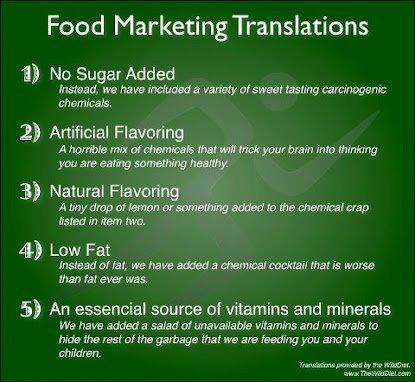 Food Marketing Translations
1) No Sugar Added
Instead, we have included a variety of sweet tasting carcinogenic
chemicals.
2) Artificial Flavoring
A horrible mix of chemicals that will trick your brain into thinking
you are eating something healthy.
3) Natural Flavoring
A tiny drop of lemon or something added to the chemical crap
listed in item two.
4) Low Fat
Instead of fat, we have added a chemical cocktail that is worse
than fat ever was.
5) An essencial source of vitamins and minerals
We have added a salad of unavailable vitamins and minerals to
hide the rest of the garbage that we are feeding you and your
children.
Translations provided by the WildDiet.
www.TheWildDiet.com